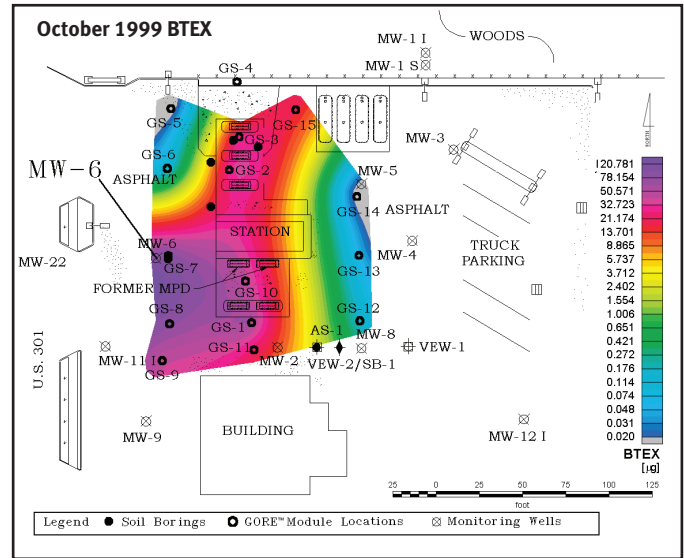 October 1999 BTEX
WOODS
MW-1 I
MW-1 S
GS-4
GS-5
GS-15
GS-3
MW-3
NORTH
GS-6
MW-6
ASPHALT
GS-2
MW-5
GS-14
ASPHALT
STATION
MW-6
MW-4
TRUCK
PARKING
MW-22
GS-7
GS-13
FORMER MPD
GS-10
GS-8
GS-12
GS-1
AS-1
MW-8
U.S. 301
MW-11 I
GS-11
MW-2
VEW-1
VEW-2/SB-1
GS-9
MW-9
BUILDING
MW-12 I
120.781
78.154
50.571
32.723
21.174
13.701
8.865
5.737
3.712
2.402
1.554
1.006
0.651
0.421
0.272
0.176
0.114
0.074
0.048
0.031
0.020
BTEX
[µg]
25 0 25 50 75 100 125
foot
Legend Soil Borings GORE™ Module Locations Monitoring Wells